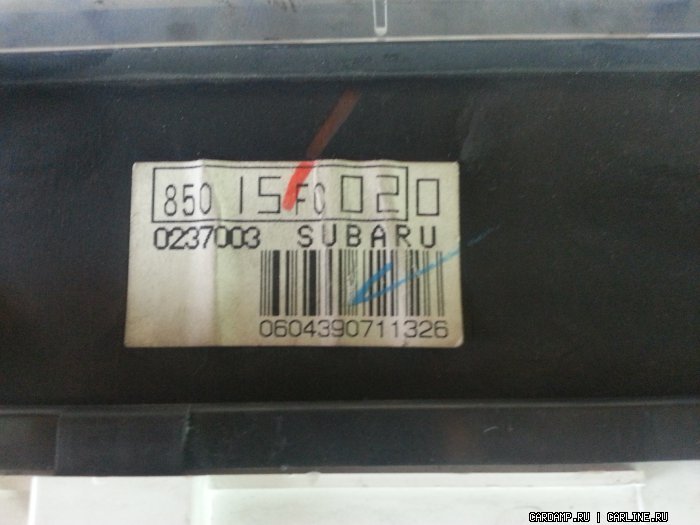 85015FC020
0237003 SUBARU
0604390711326
CARDAMP.RU | CARLINE.RU